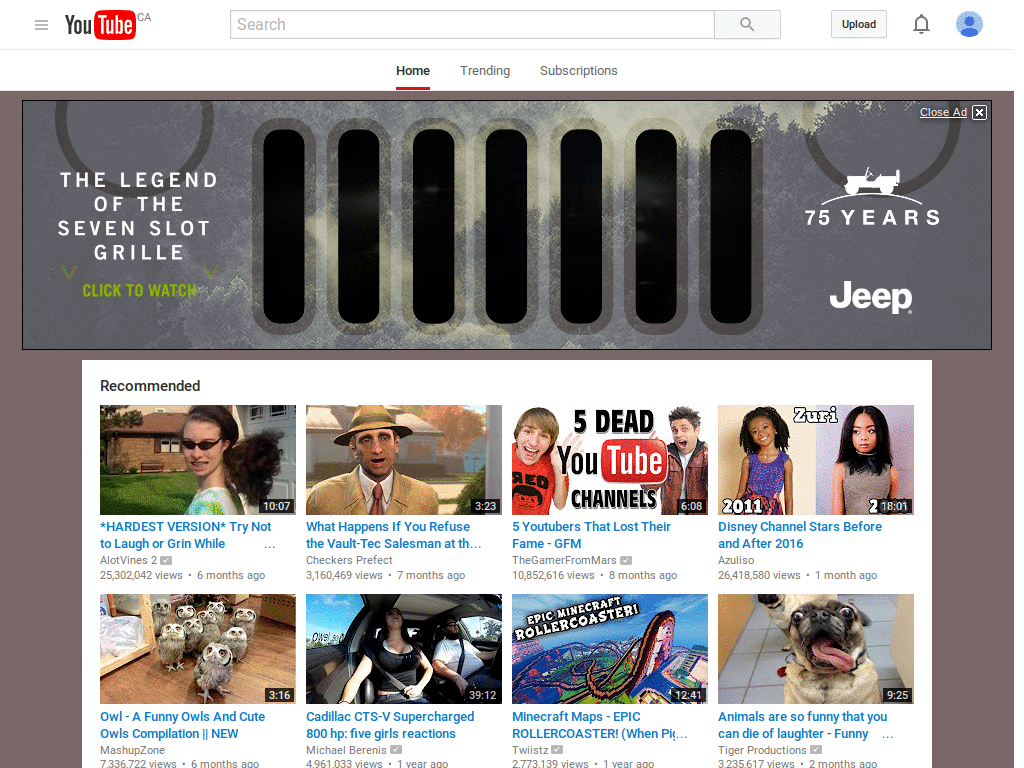 YouTube CA
Search
Upload
Home Trending Subscriptions
Close Ad
THE LEGEND
OF THE
SEVEN SLOT
GRILLE
CLICK TO WATCH
75 YEARS
Jeep
Recommended
10:07
3:23
5 DEAD
YouTube
CHANNELS
RED
6:08
Zuri
2011
18:01
*HARDEST VERSION* Try Not
to Laugh or Grin While ...
AlotVines 2
25,302,042 views • 6 months ago
What Happens If You Refuse
the Vault-Tec Salesman at th...
Checkers Prefect
3,160,469 views • 7 months ago
5 Youtubers That Lost Their
Fame - GFM
TheGamerFromMars
10,852,616 views • 8 months ago
Disney Channel Stars Before
and After 2016
Azuliso
26,418,580 views • 1 month ago
3:16
39:12
EPIC MINECRAFT
ROLLERCOASTER!
12:41
9:25
Owl - A Funny Owls And Cute
Owls Compilation || NEW
MashupZone
7,336,722 views • 6 months ago
Cadillac CTS-V Supercharged
800 hp: five girls reactions
Michael Berenis
4,961,033 views • 1 year ago
Minecraft Maps - EPIC
ROLLERCOASTER! (When Pig...
Twiistz
2,773,139 views • 1 year ago
Animals are so funny that you
can die of laughter - Funny ...
Tiger Productions
3,235,617 views • 2 months ago